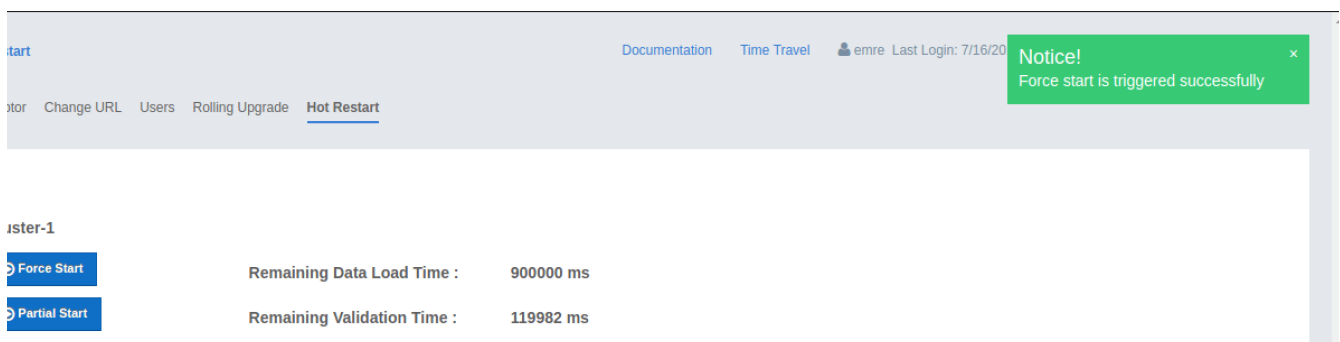 start
Documentation Time Travel emre Last Login: 7/16/20
Notice! ×
Force start is triggered successfully
Change URL Users Rolling Upgrade Hot Restart
uster-1
Force Start Remaining Data Load Time : 900000 ms
Partial Start Remaining Validation Time : 119982 ms